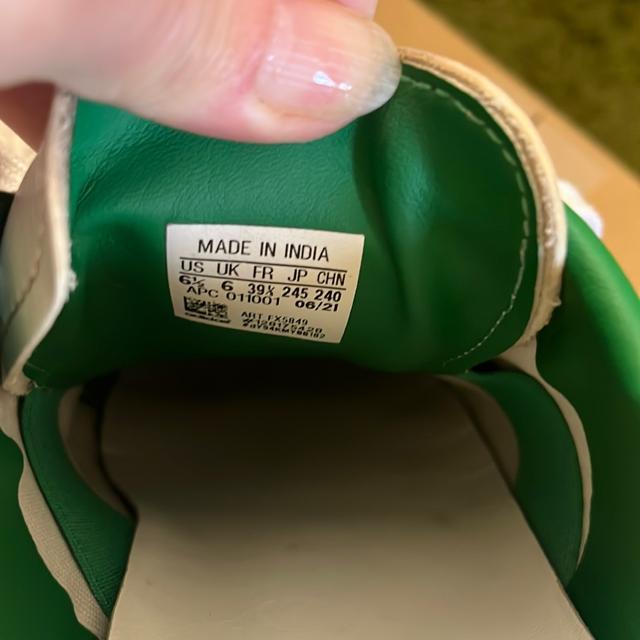 MADE IN INDIA
US UK FR JP CHN
6½ 6 39⅓ 245 240
APC 011001 06/21
ART FX5849